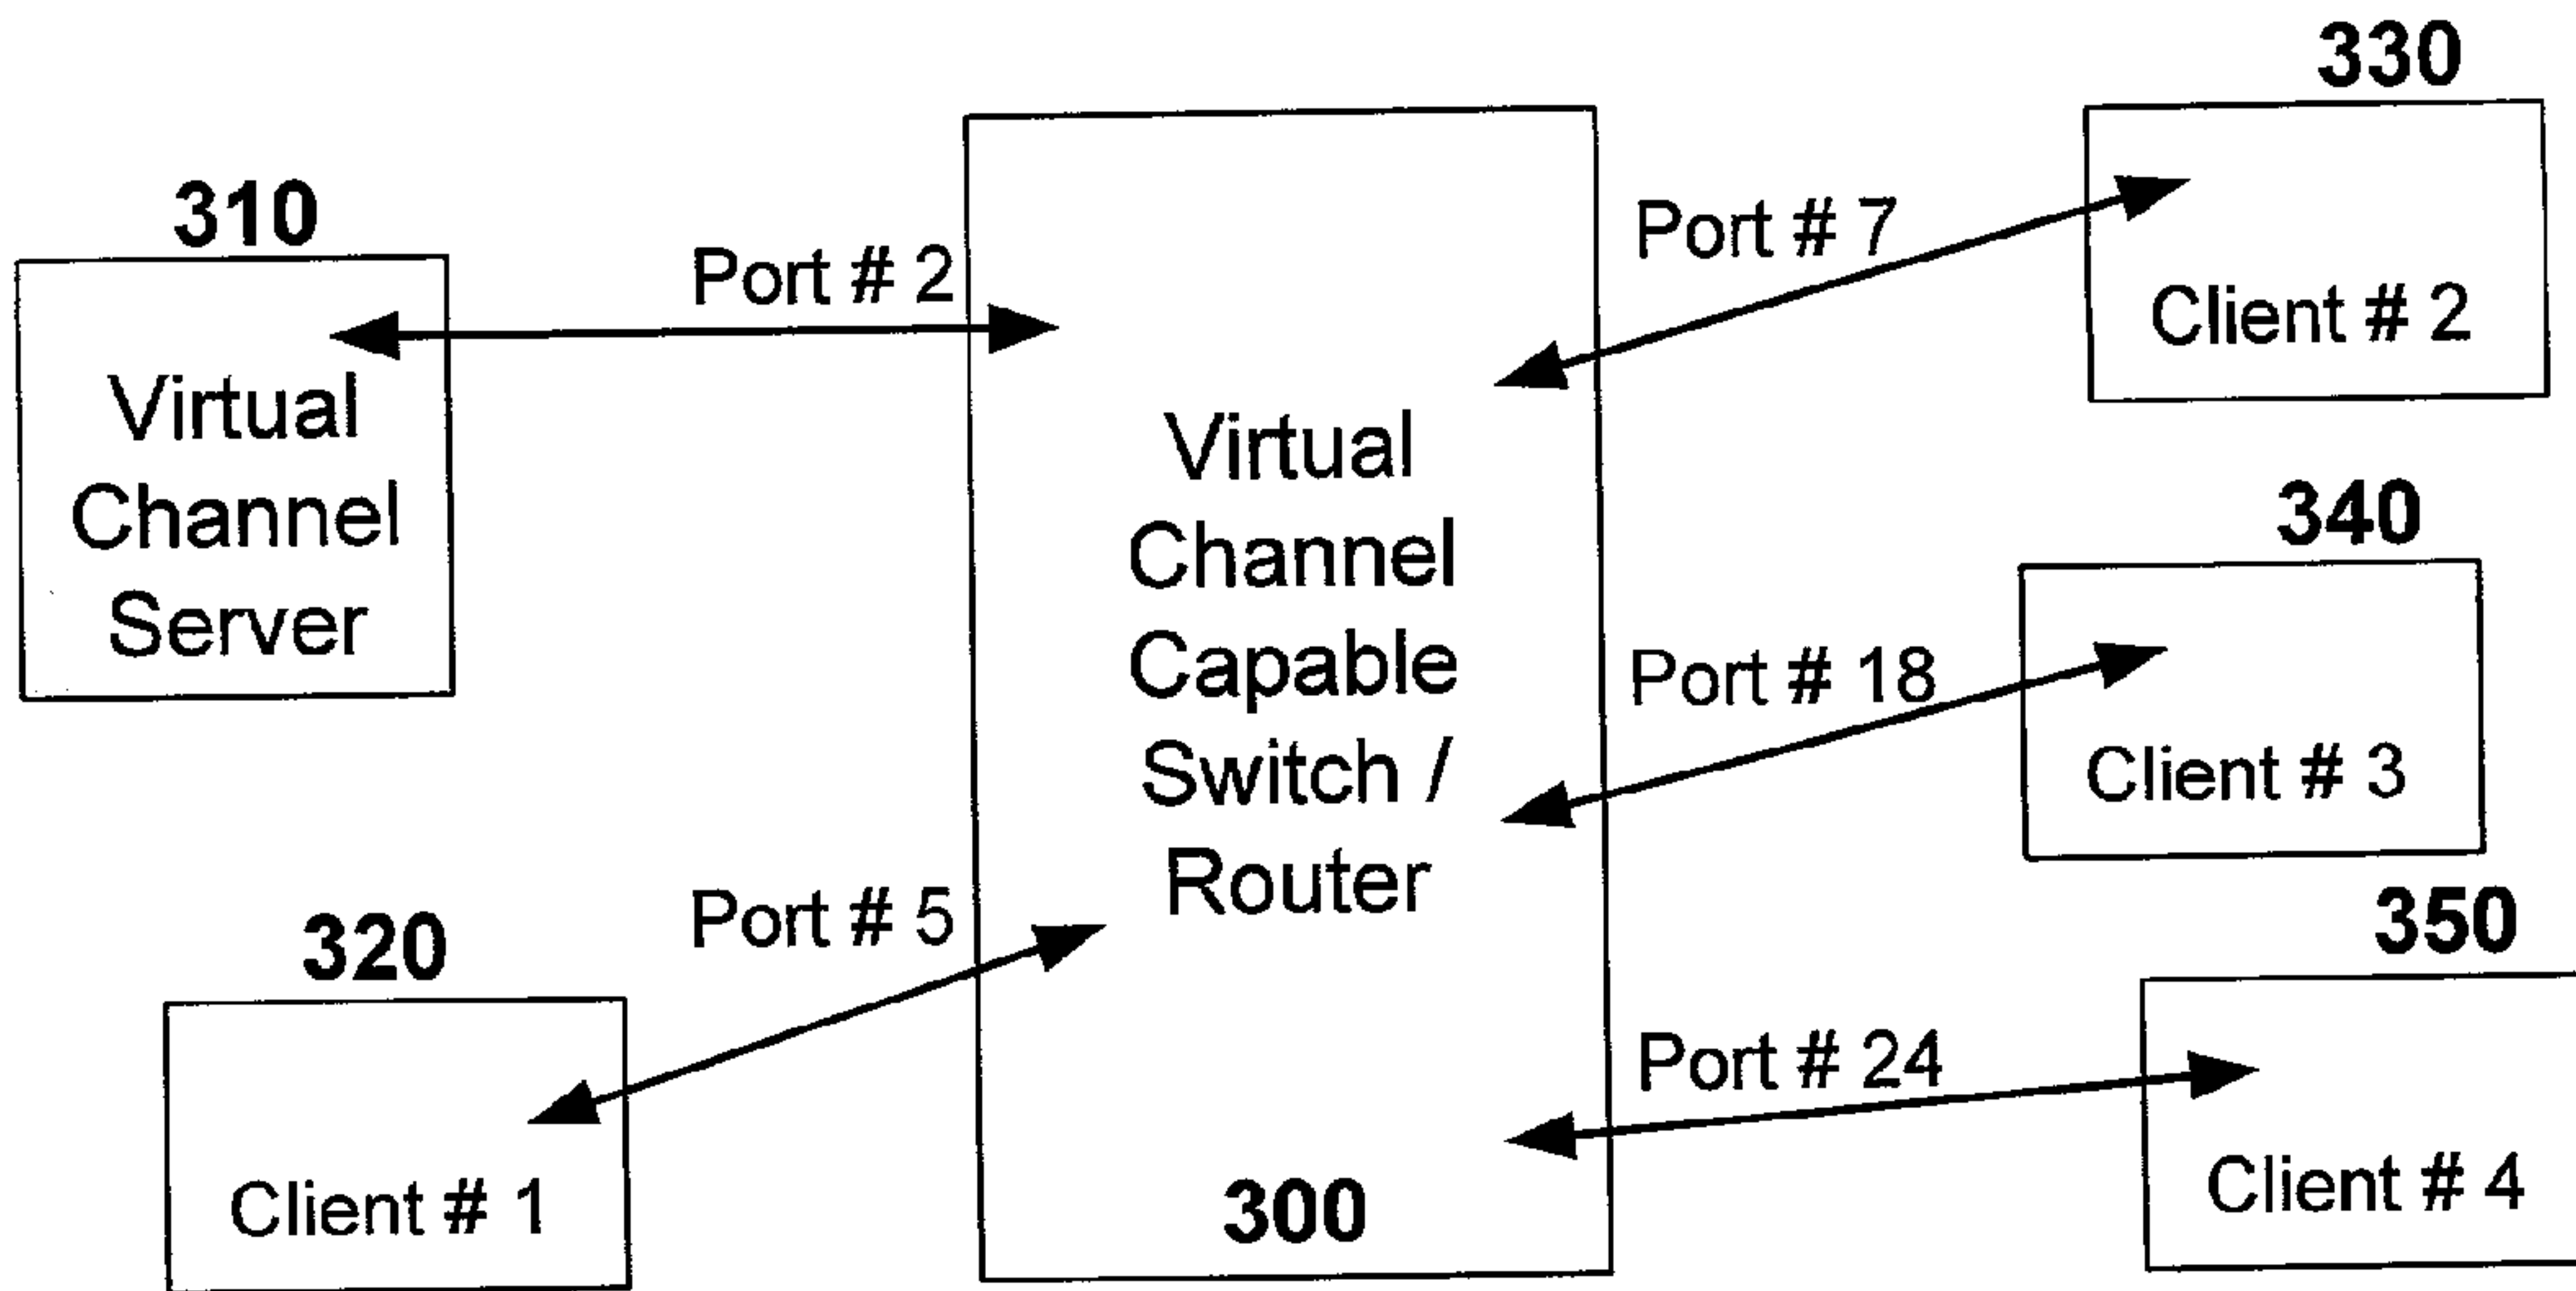 310
Virtual
Channel
Server
Port # 2
320
Client # 1
Port # 5
Virtual
Channel
Capable
Switch /
Router
300
Port # 7
330
Client # 2
Port # 18
340
Client # 3
Port # 24
350
Client # 4